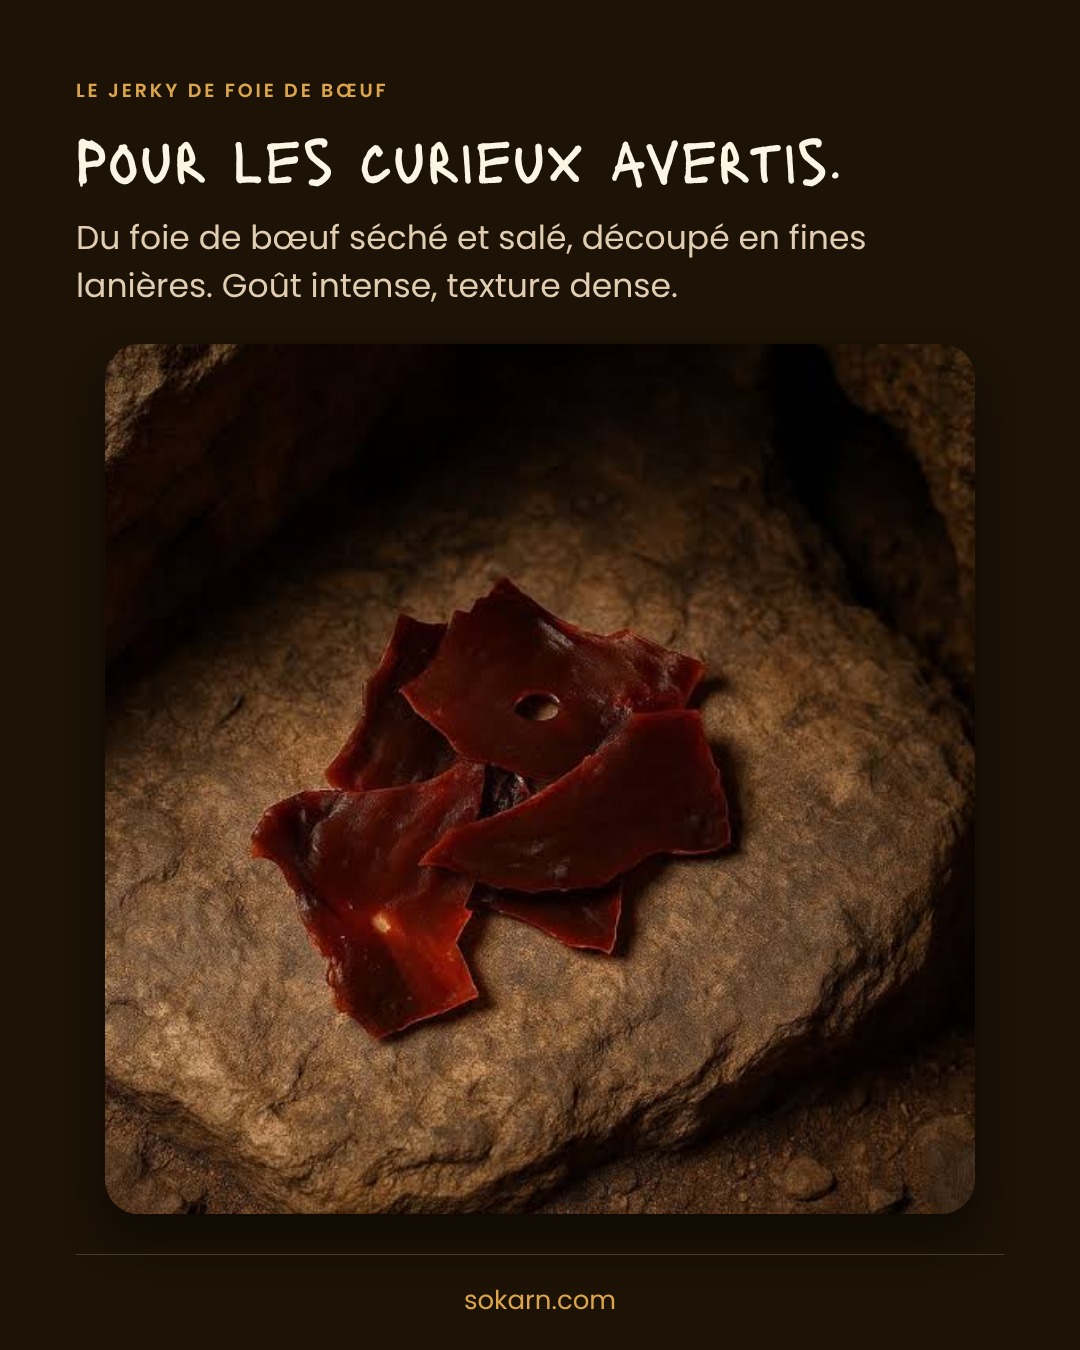 LE JERKY DE FOIE DE BŒUF
POUR LES CURIEUX AVERTIS.
Du foie de bœuf séché et salé, découpé en fines
lanières. Goût intense, texture dense.
sokarn.com